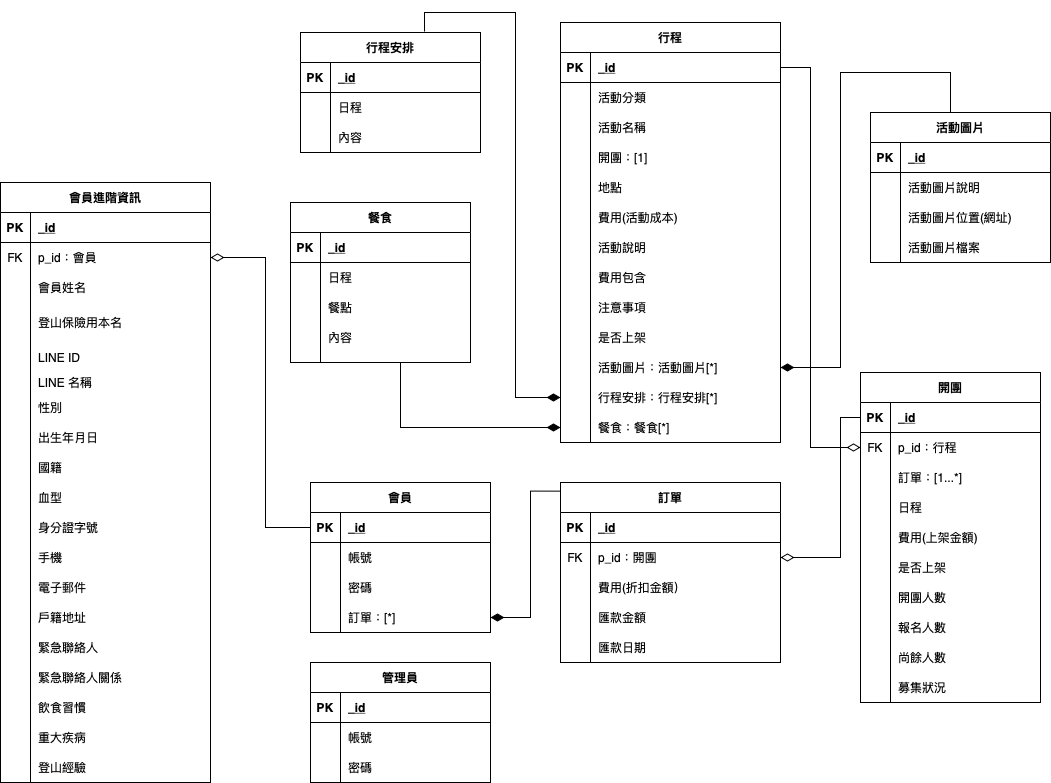 行程安排
PK _id
日程
內容
行程
PK _id
活動分類
活動名稱
開團：[1]
地點
費用(活動成本)
活動說明
費用包含
注意事項
是否上架
活動圖片：活動圖片[*]
行程安排：行程安排[*]
餐食：餐食[*]
活動圖片
PK _id
活動圖片說明
活動圖片位置(網址)
活動圖片檔案
會員進階資訊
PK _id
FK p_id：會員
會員姓名
登山保險用本名
LINE ID
LINE 名稱
性別
出生年月日
國籍
血型
身分證字號
手機
電子郵件
戶籍地址
緊急聯絡人
緊急聯絡人關係
飲食習慣
重大疾病
登山經驗
餐食
PK _id
日程
餐點
內容
會員
PK _id
帳號
密碼
訂單：[*]
訂單
PK _id
FK p_id：開團
費用(折扣金額)
匯款金額
匯款日期
開團
PK _id
FK p_id：行程
訂單：[1...*]
日程
費用(上架金額)
是否上架
開團人數
報名人數
尚餘人數
募集狀況
管理員
PK _id
帳號
密碼